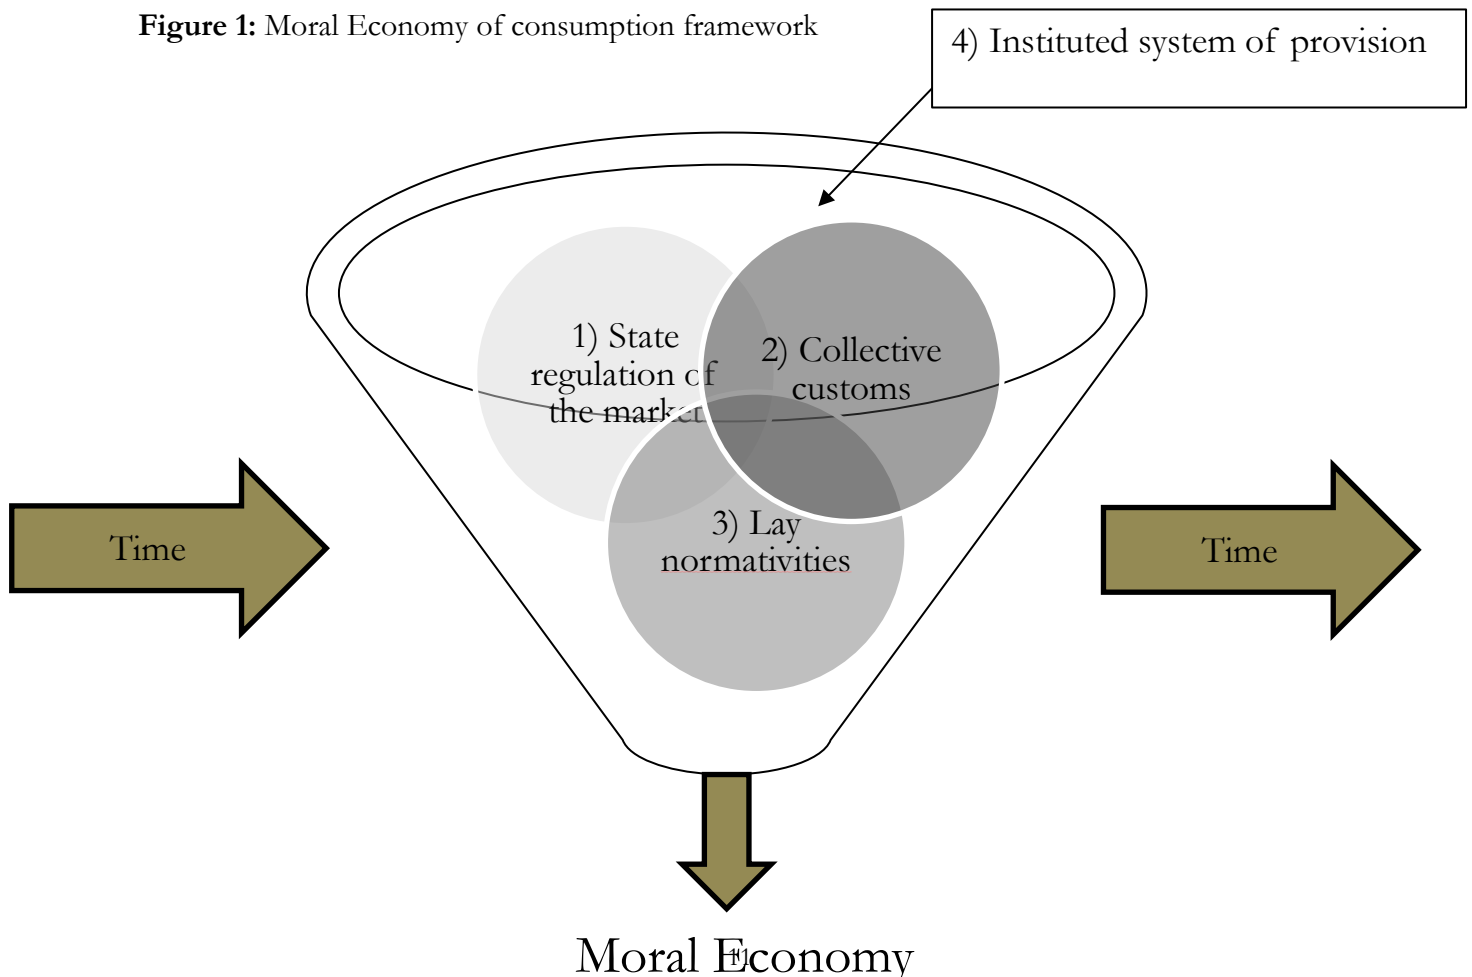 Figure 1: Moral Economy of consumption framework
4) Instituted system of provision
1) State
regulation of
the market
2) Collective
customs
3) Lay
normativities
Time
Time
Moral Economy
11